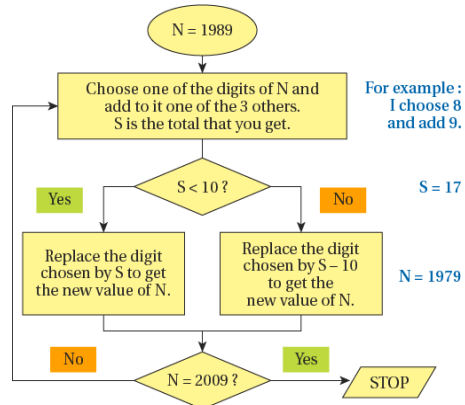 N = 1989
Choose one of the digits of N and
add to it one of the 3 others.
S is the total that you get.
For example :
I choose 8
and add 9.
S < 10 ?
Yes
No
S = 17
Replace the digit
chosen by S to get
the new value of N.
Replace the digit
chosen by S – 10
to get the
new value of N.
N = 1979
No
N = 2009 ?
Yes
STOP